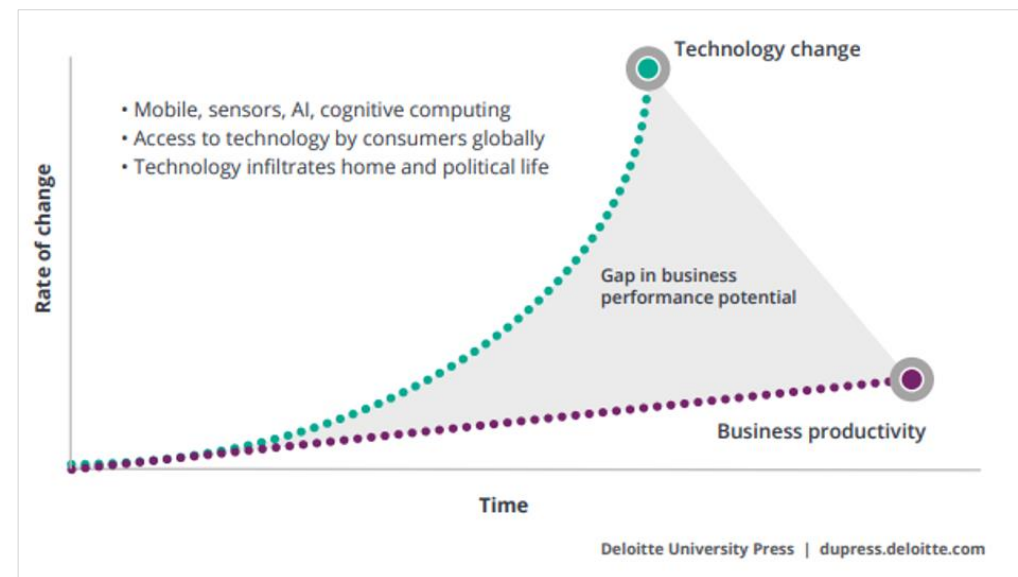 Technology change
• Mobile, sensors, AI, cognitive computing
• Access to technology by consumers globally
• Technology infiltrates home and political life
Rate of change
Gap in business
performance potential
Business productivity
Time
Deloitte University Press | dupress.deloitte.com